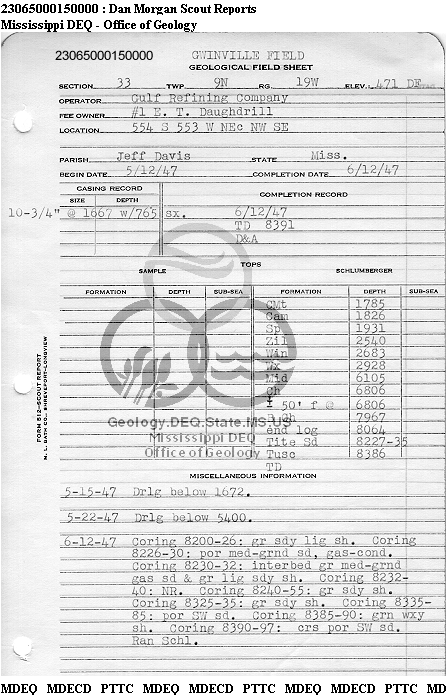 23065000150000 : Dan Morgan Scout Reports
Mississippi DEQ - Office of Geology
23065000150000 GWINVILLE FIELD
GEOLOGICAL FIELD SHEET
SECTION 33 TWP 9N RG. 19W ELEV.: 471 DF
OPERATOR Gulf Refining Company
FEE OWNER #1 E. T. Daughdrill
LOCATION 554 S 553 W NEc NW SE
PARISH Jeff Davis STATE Miss.
BEGIN DATE 5/12/47 COMPLETION DATE 6/12/47
CASING RECORD COMPLETION RECORD
SIZE DEPTH
10-3/4" @ 1667 w/765 sx. 6/12/47
TD 8391
D&A
TOPS
SAMPLE SCHLUMBERGER
FORMATION DEPTH SUB-SEA FORMATION DEPTH SUB-SEA
CMt 1785
Cam 1826
Sp 1931
Zil 2540
Win 2683
Wx 2928
Mid 6105
Ch 6806
± 50' f @ 6806
7967
end log 8064
Tite Sd 8227-35
Tusc 8386
TD
Geology.DEQ.State.MS.US
Mississippi DEQ
Office of Geology
FORM 512-SCOUT REPORT
M. L. BATH CO., SHREVEPORT-LONGVIEW
MISCELLANEOUS INFORMATION
5-15-47 Drlg below 1672.
5-22-47 Drlg below 5400.
6-12-47 Coring 8200-26: gr sdy lig sh. Coring
8226-30: por med-grnd sd, gas-cond.
Coring 8230-32: interbed gr med-grnd
gas sd & gr lig sdy sh. Coring 8232-
40: NR. Coring 8240-55: gr sdy sh.
Coring 8325-35: gr sdy sh. Coring 8335-
85: por SW sd. Coring 8385-90: grn wxy
sh. Coring 8390-97: crs por SW sd.
Ran Schl.
MDEQ MDECD PTTC MDEQ MDECD PTTC MDEQ MDECD PTTC MD